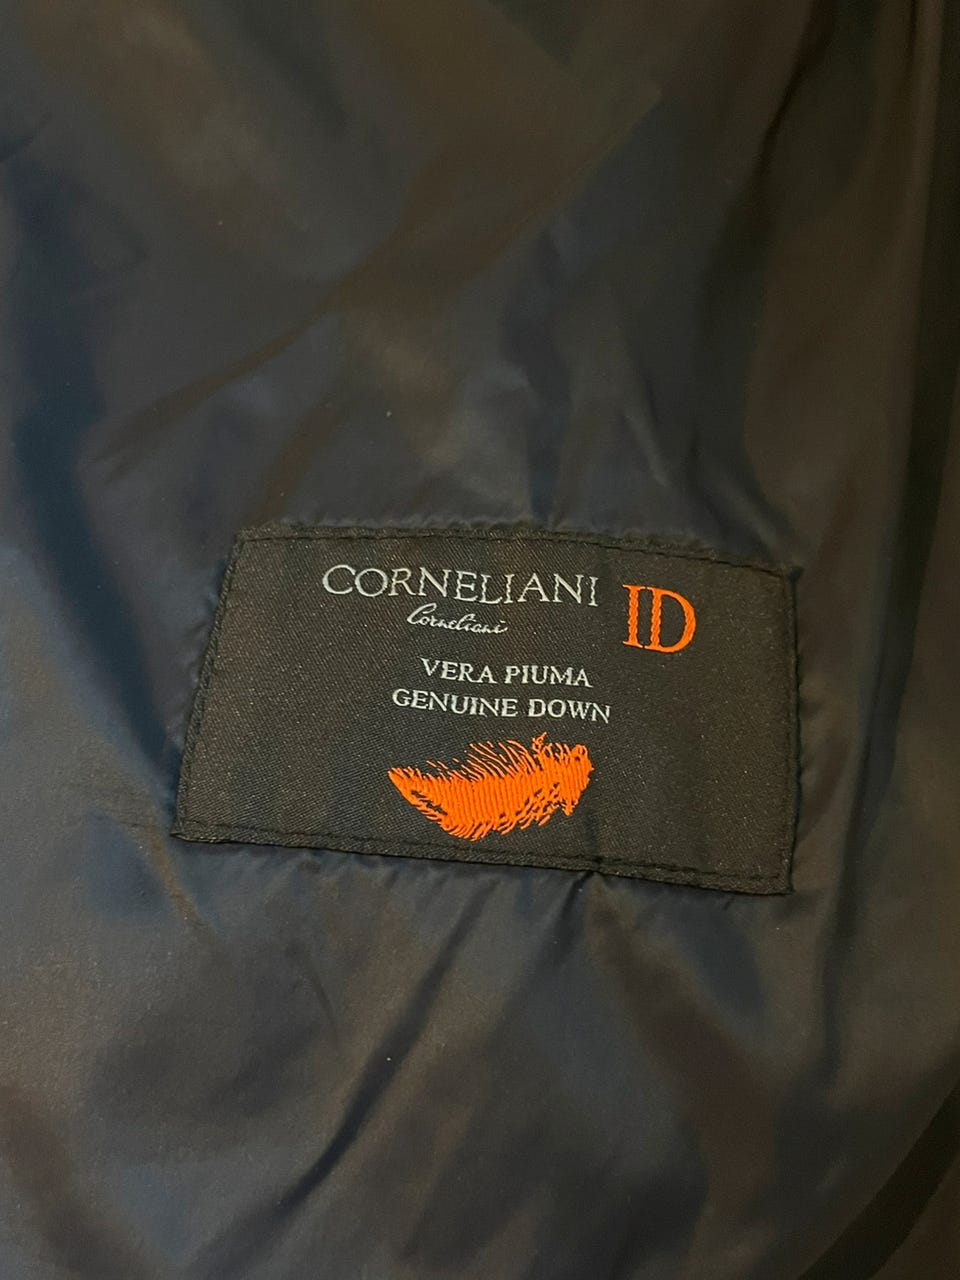 CORNELIANI ID
Corneliani
VERA PIUMA
GENUINE DOWN